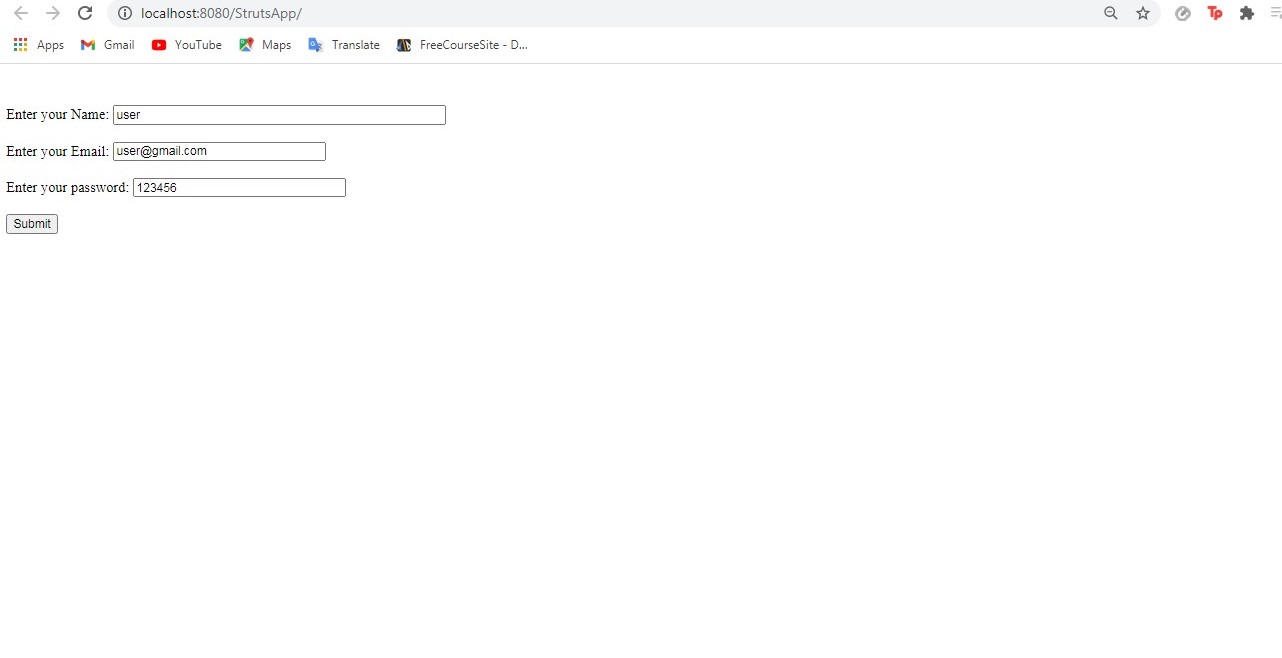 localhost:8080/StrutsApp/ Tp
Apps Gmail YouTube Maps Translate FreeCourseSite - D...
Enter your Name: user
Enter your Email: user@gmail.com
Enter your password: 123456
Submit